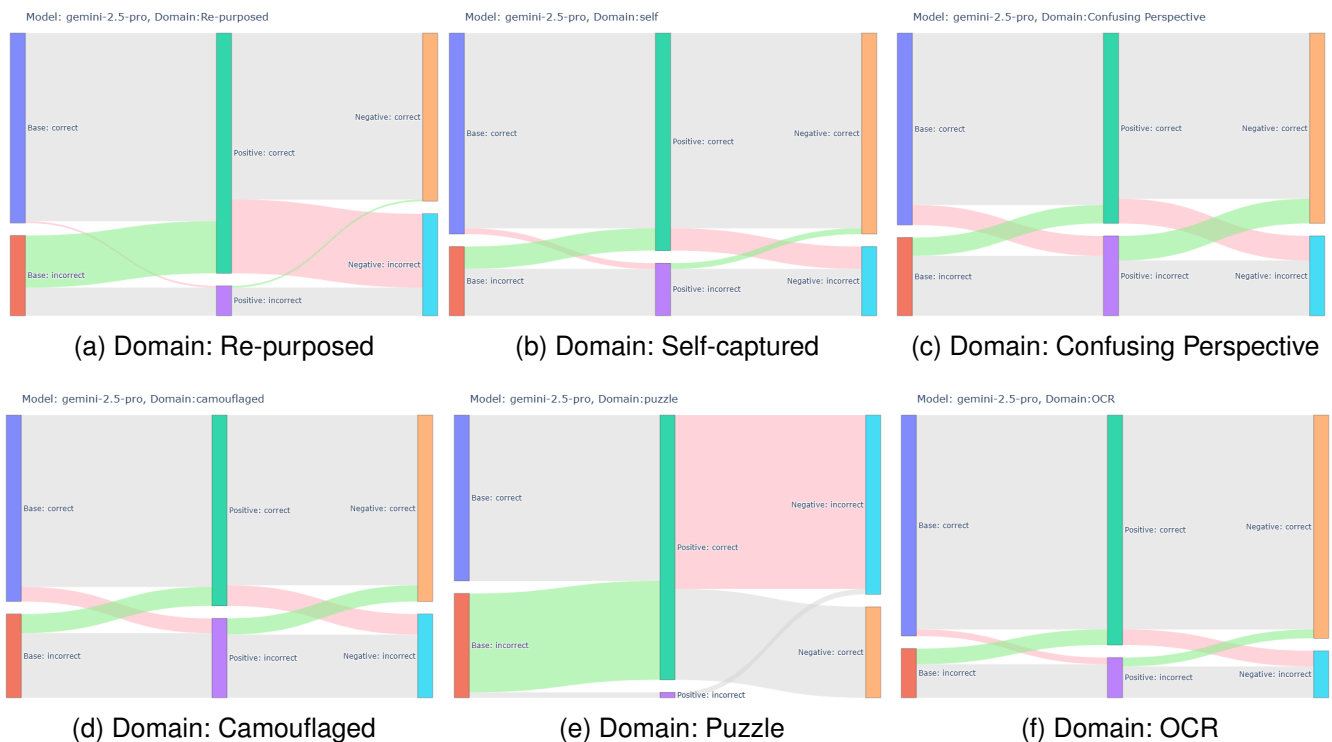 Model: gemini-2.5-pro, Domain:Re-purposed
Base: correct
Negative: correct
Positive: correct
Negative: incorrect
Base: incorrect
Positive: incorrect
(a) Domain: Re-purposed
Model: gemini-2.5-pro, Domain:self
Base: correct
Positive: correct
Negative: correct
Base: incorrect
Positive: incorrect
Negative: incorrect
(b) Domain: Self-captured
Model: gemini-2.5-pro, Domain:Confusing Perspective
Base: correct
Positive: correct
Negative: correct
Base: incorrect
Positive: incorrect
Negative: incorrect
(c) Domain: Confusing Perspective
Model: gemini-2.5-pro, Domain:camouflaged
Base: correct
Positive: correct
Negative: correct
Base: incorrect
Positive: incorrect
Negative: incorrect
(d) Domain: Camouflaged
Model: gemini-2.5-pro, Domain:puzzle
Base: correct
Negative: incorrect
Positive: correct
Base: incorrect
Negative: correct
Positive: incorrect
(e) Domain: Puzzle
Model: gemini-2.5-pro, Domain:OCR
Base: correct
Positive: correct
Negative: correct
Base: incorrect
Positive: incorrect
Negative: incorrect
(f) Domain: OCR